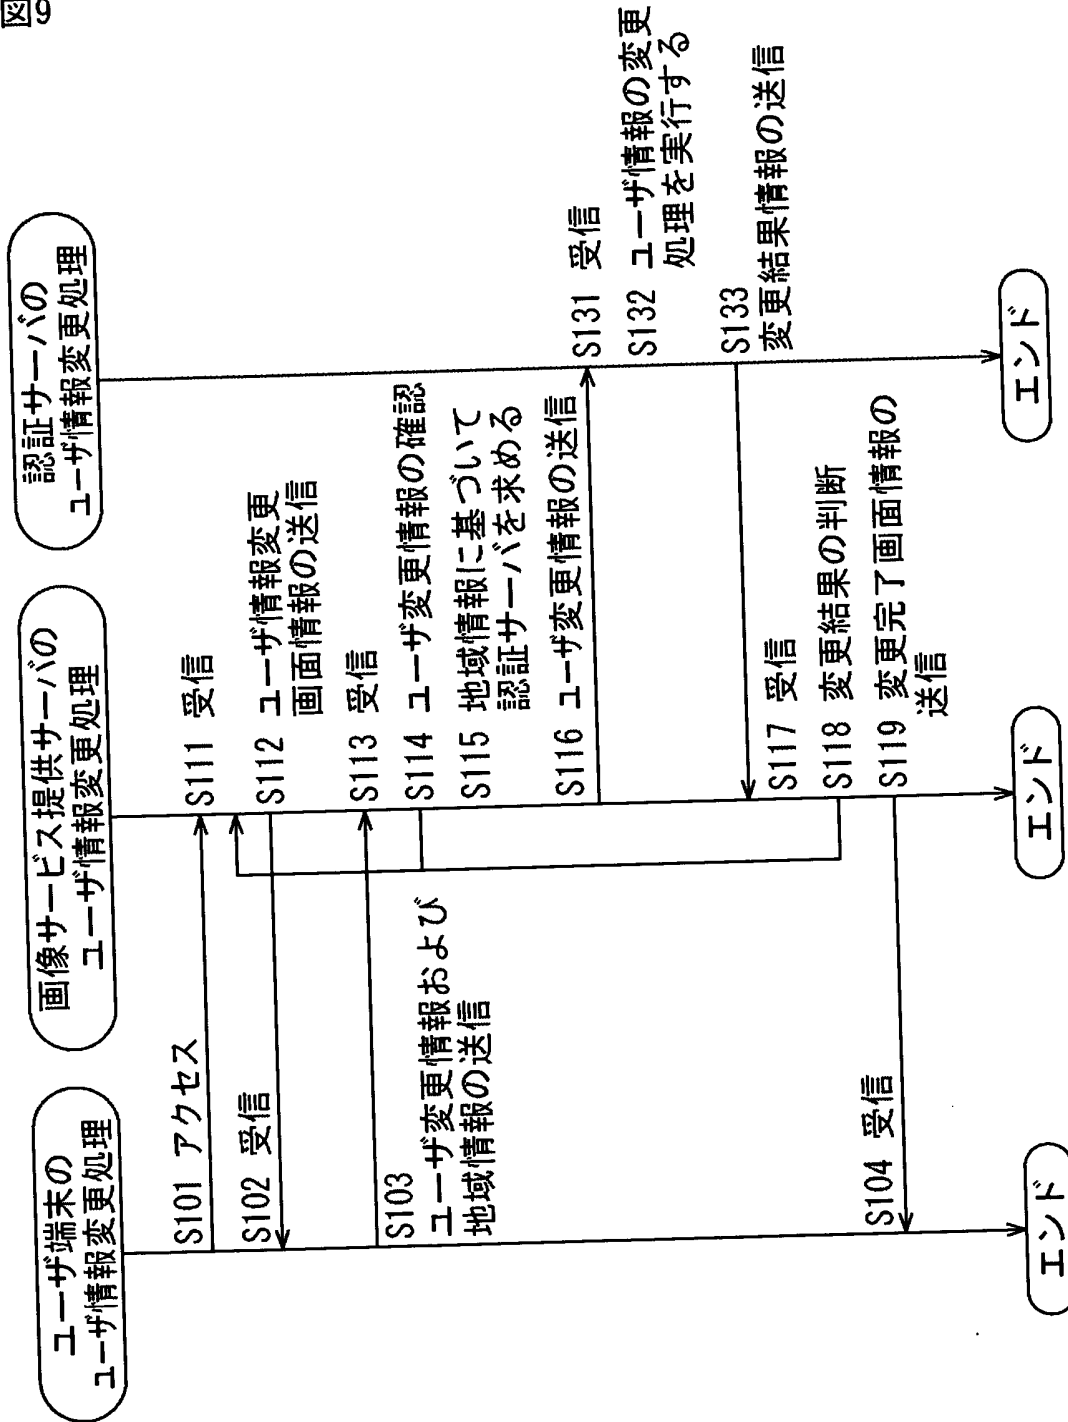 図9
ユーザ端末の
ユーザ情報変更処理
S101 アクセス
S102 受信
S103
ユーザ変更情報および
地域情報の送信
S104 受信
エンド
画像サービス提供サーバの
ユーザ情報変更処理
S111 受信
S112 ユーザ情報変更
画面情報の送信
S113 受信
S114 ユーザ変更情報の確認
S115 地域情報に基づいて
認証サーバを求める
S116 ユーザ変更情報の送信
S117 受信
S118 変更結果の判断
S119 変更完了画面情報の
送信
エンド
認証サーバの
ユーザ情報変更処理
S131 受信
S132 ユーザ情報の変更
処理を実行する
S133
変更結果情報の送信
エンド